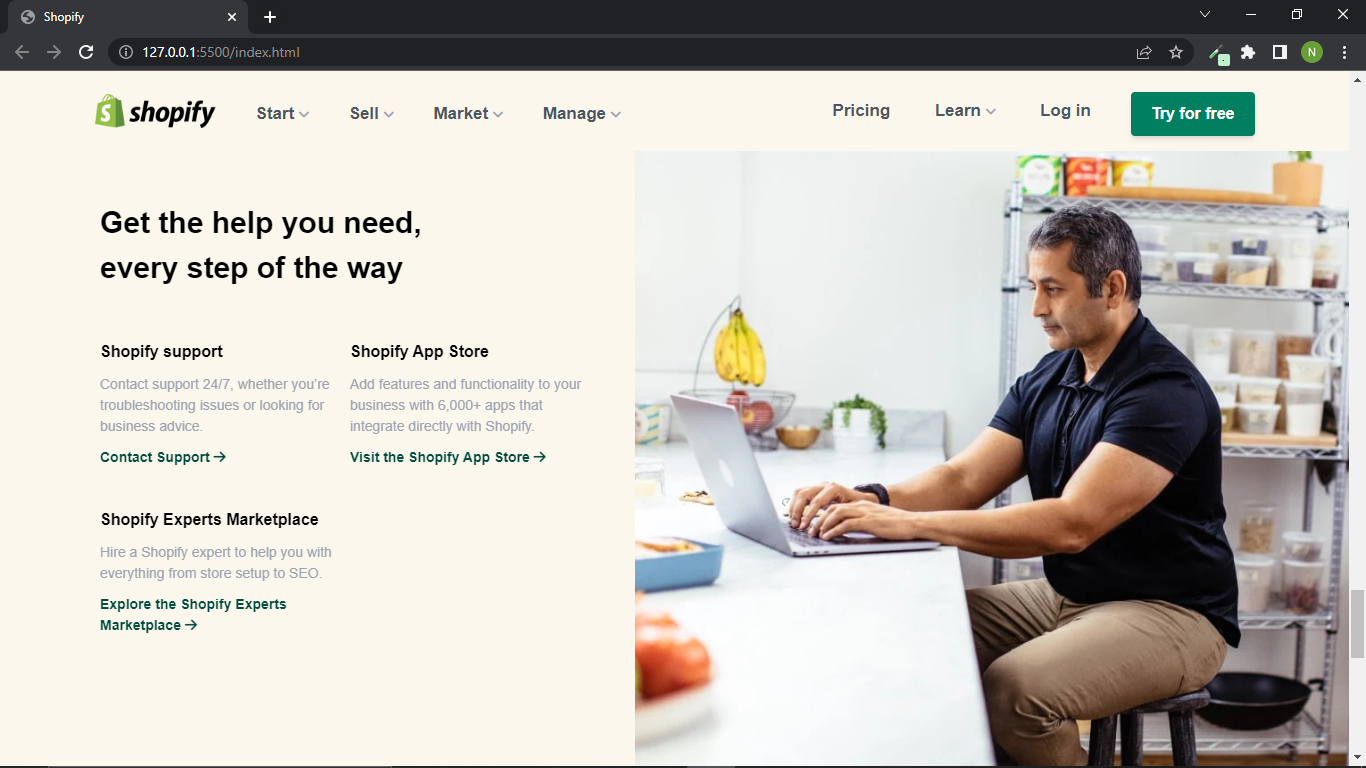 Shopify
127.0.0.1:5500/index.html
N
shopify
Start
Sell
Market
Manage
Pricing
Learn
Log in
Try for free
Get the help you need,
every step of the way
Shopify support
Contact support 24/7, whether you’re
troubleshooting issues or looking for
business advice.
Contact Support →
Shopify App Store
Add features and functionality to your
business with 6,000+ apps that
integrate directly with Shopify.
Visit the Shopify App Store →
Shopify Experts Marketplace
Hire a Shopify expert to help you with
everything from store setup to SEO.
Explore the Shopify Experts
Marketplace →